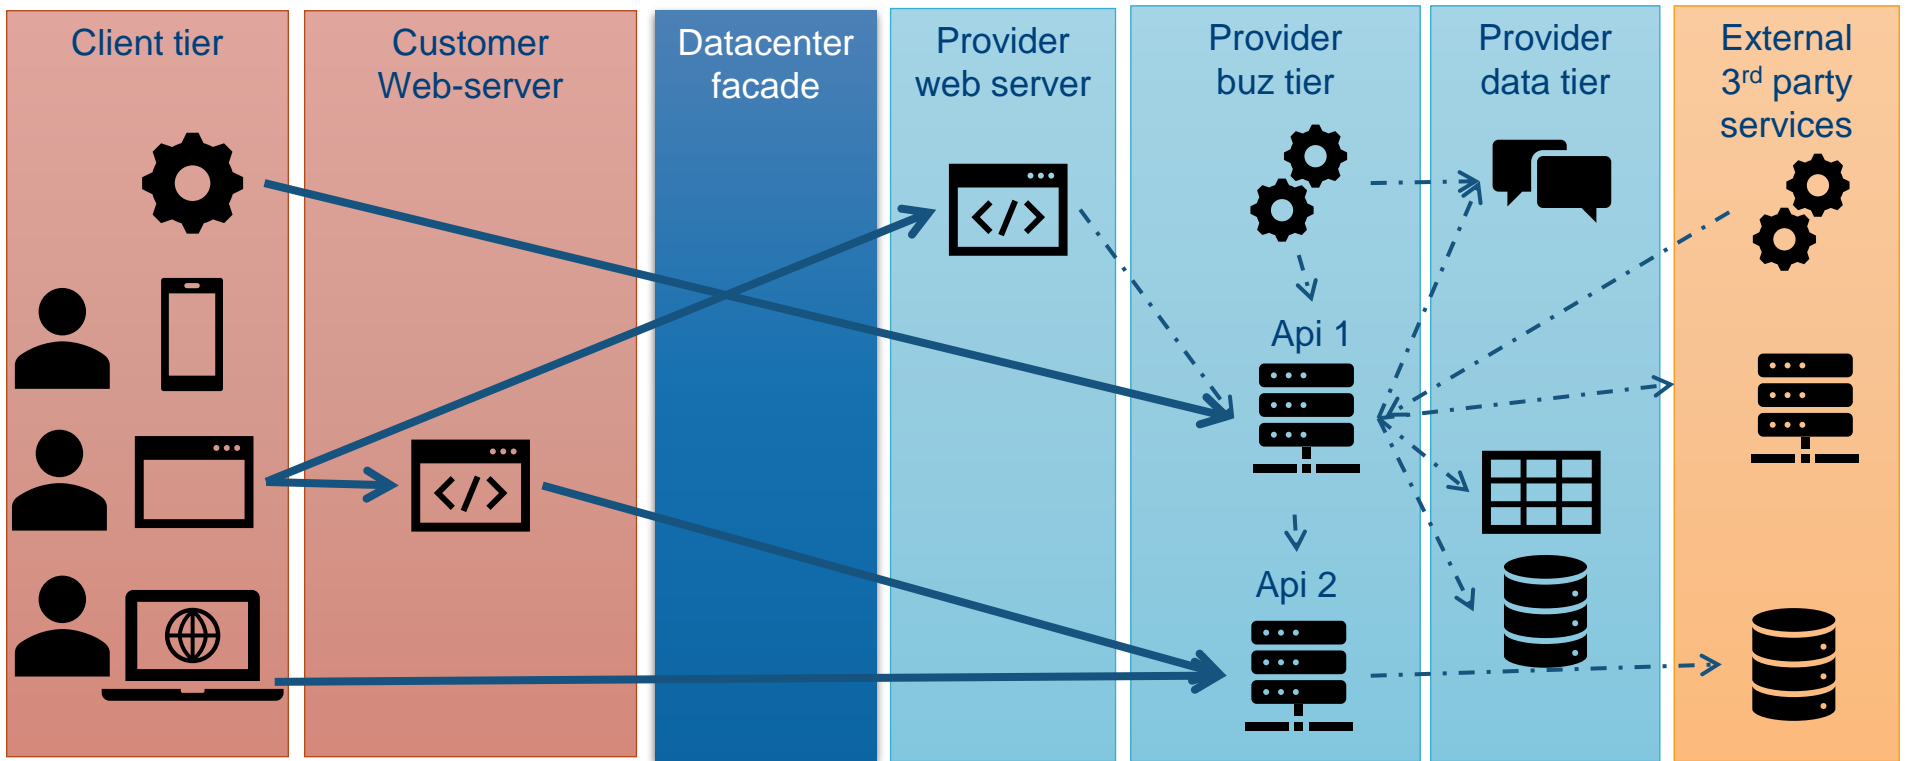 Client tier
Customer
Web-server
Datacenter
facade
Provider
web server
Provider
buz tier
Provider
data tier
External
3rd party
services
</>
</>
Api 1
Api 2